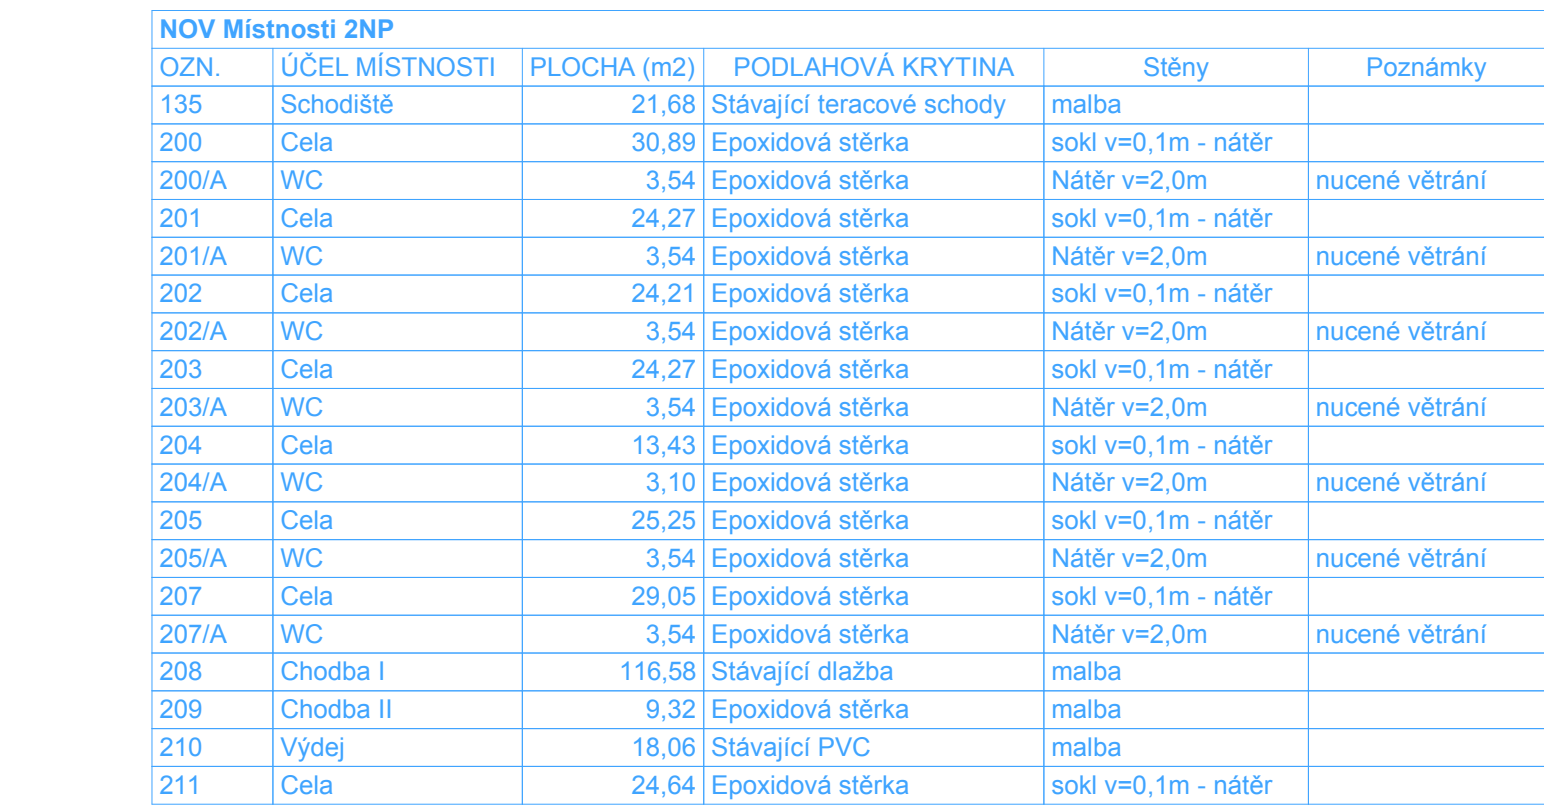 NOV Místnosti 2NP
OZN. ÚČEL MÍSTNOSTI PLOCHA (m2) PODLAHOVÁ KRYTINA Stěny Poznámky
135 Schodiště 21,68 Stávající teracové schody malba
200 Cela 30,89 Epoxidová stěrka sokl v=0,1m - nátěr
200/A WC 3,54 Epoxidová stěrka Nátěr v=2,0m nucené větrání
201 Cela 24,27 Epoxidová stěrka sokl v=0,1m - nátěr
201/A WC 3,54 Epoxidová stěrka Nátěr v=2,0m nucené větrání
202 Cela 24,21 Epoxidová stěrka sokl v=0,1m - nátěr
202/A WC 3,54 Epoxidová stěrka Nátěr v=2,0m nucené větrání
203 Cela 24,27 Epoxidová stěrka sokl v=0,1m - nátěr
203/A WC 3,54 Epoxidová stěrka Nátěr v=2,0m nucené větrání
204 Cela 13,43 Epoxidová stěrka sokl v=0,1m - nátěr
204/A WC 3,10 Epoxidová stěrka Nátěr v=2,0m nucené větrání
205 Cela 25,25 Epoxidová stěrka sokl v=0,1m - nátěr
205/A WC 3,54 Epoxidová stěrka Nátěr v=2,0m nucené větrání
207 Cela 29,05 Epoxidová stěrka sokl v=0,1m - nátěr
207/A WC 3,54 Epoxidová stěrka Nátěr v=2,0m nucené větrání
208 Chodba I 116,58 Stávající dlažba malba
209 Chodba II 9,32 Epoxidová stěrka malba
210 Výdej 18,06 Stávající PVC malba
211 Cela 24,64 Epoxidová stěrka sokl v=0,1m - nátěr